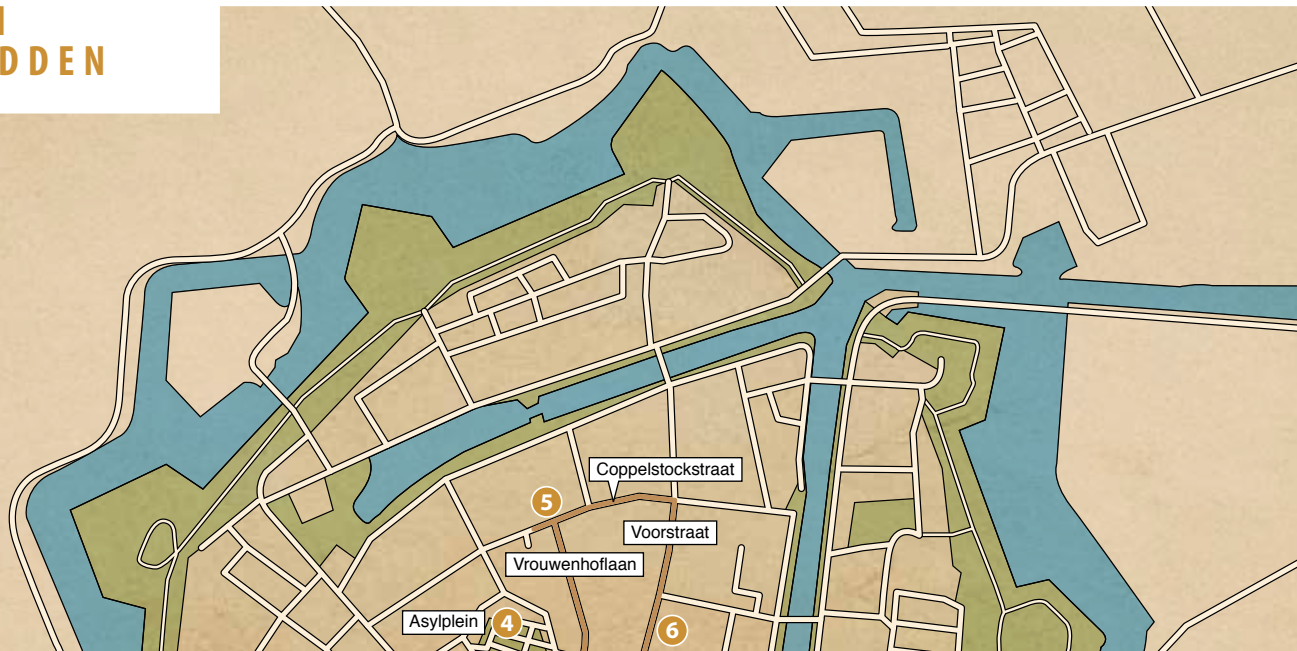 DDEN
Coppelstockstraat
5
Voorstraat
Vrouwenhoflaan
Asylplein
4
6